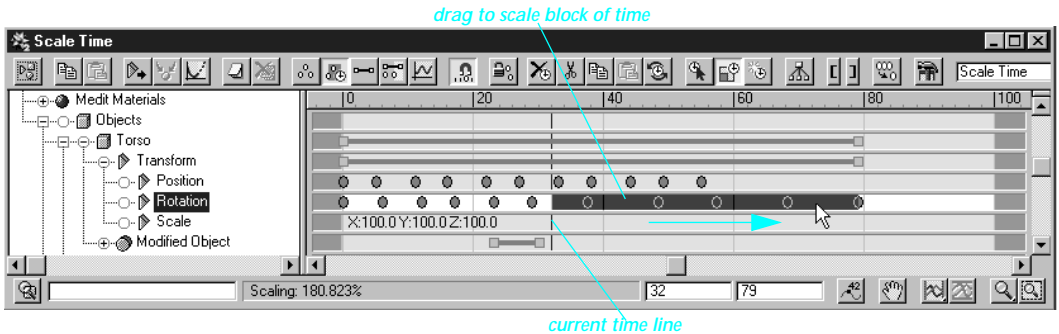 drag to scale block of time
Scale Time
Scale Time
Medit Materials
0 20 40 60 80 100
Objects
Torso
Transform
Position
Rotation
Scale
X:100.0 Y:100.0 Z:100.0
Modified Object
Scaling: 180.823%
32
79
42
current time line